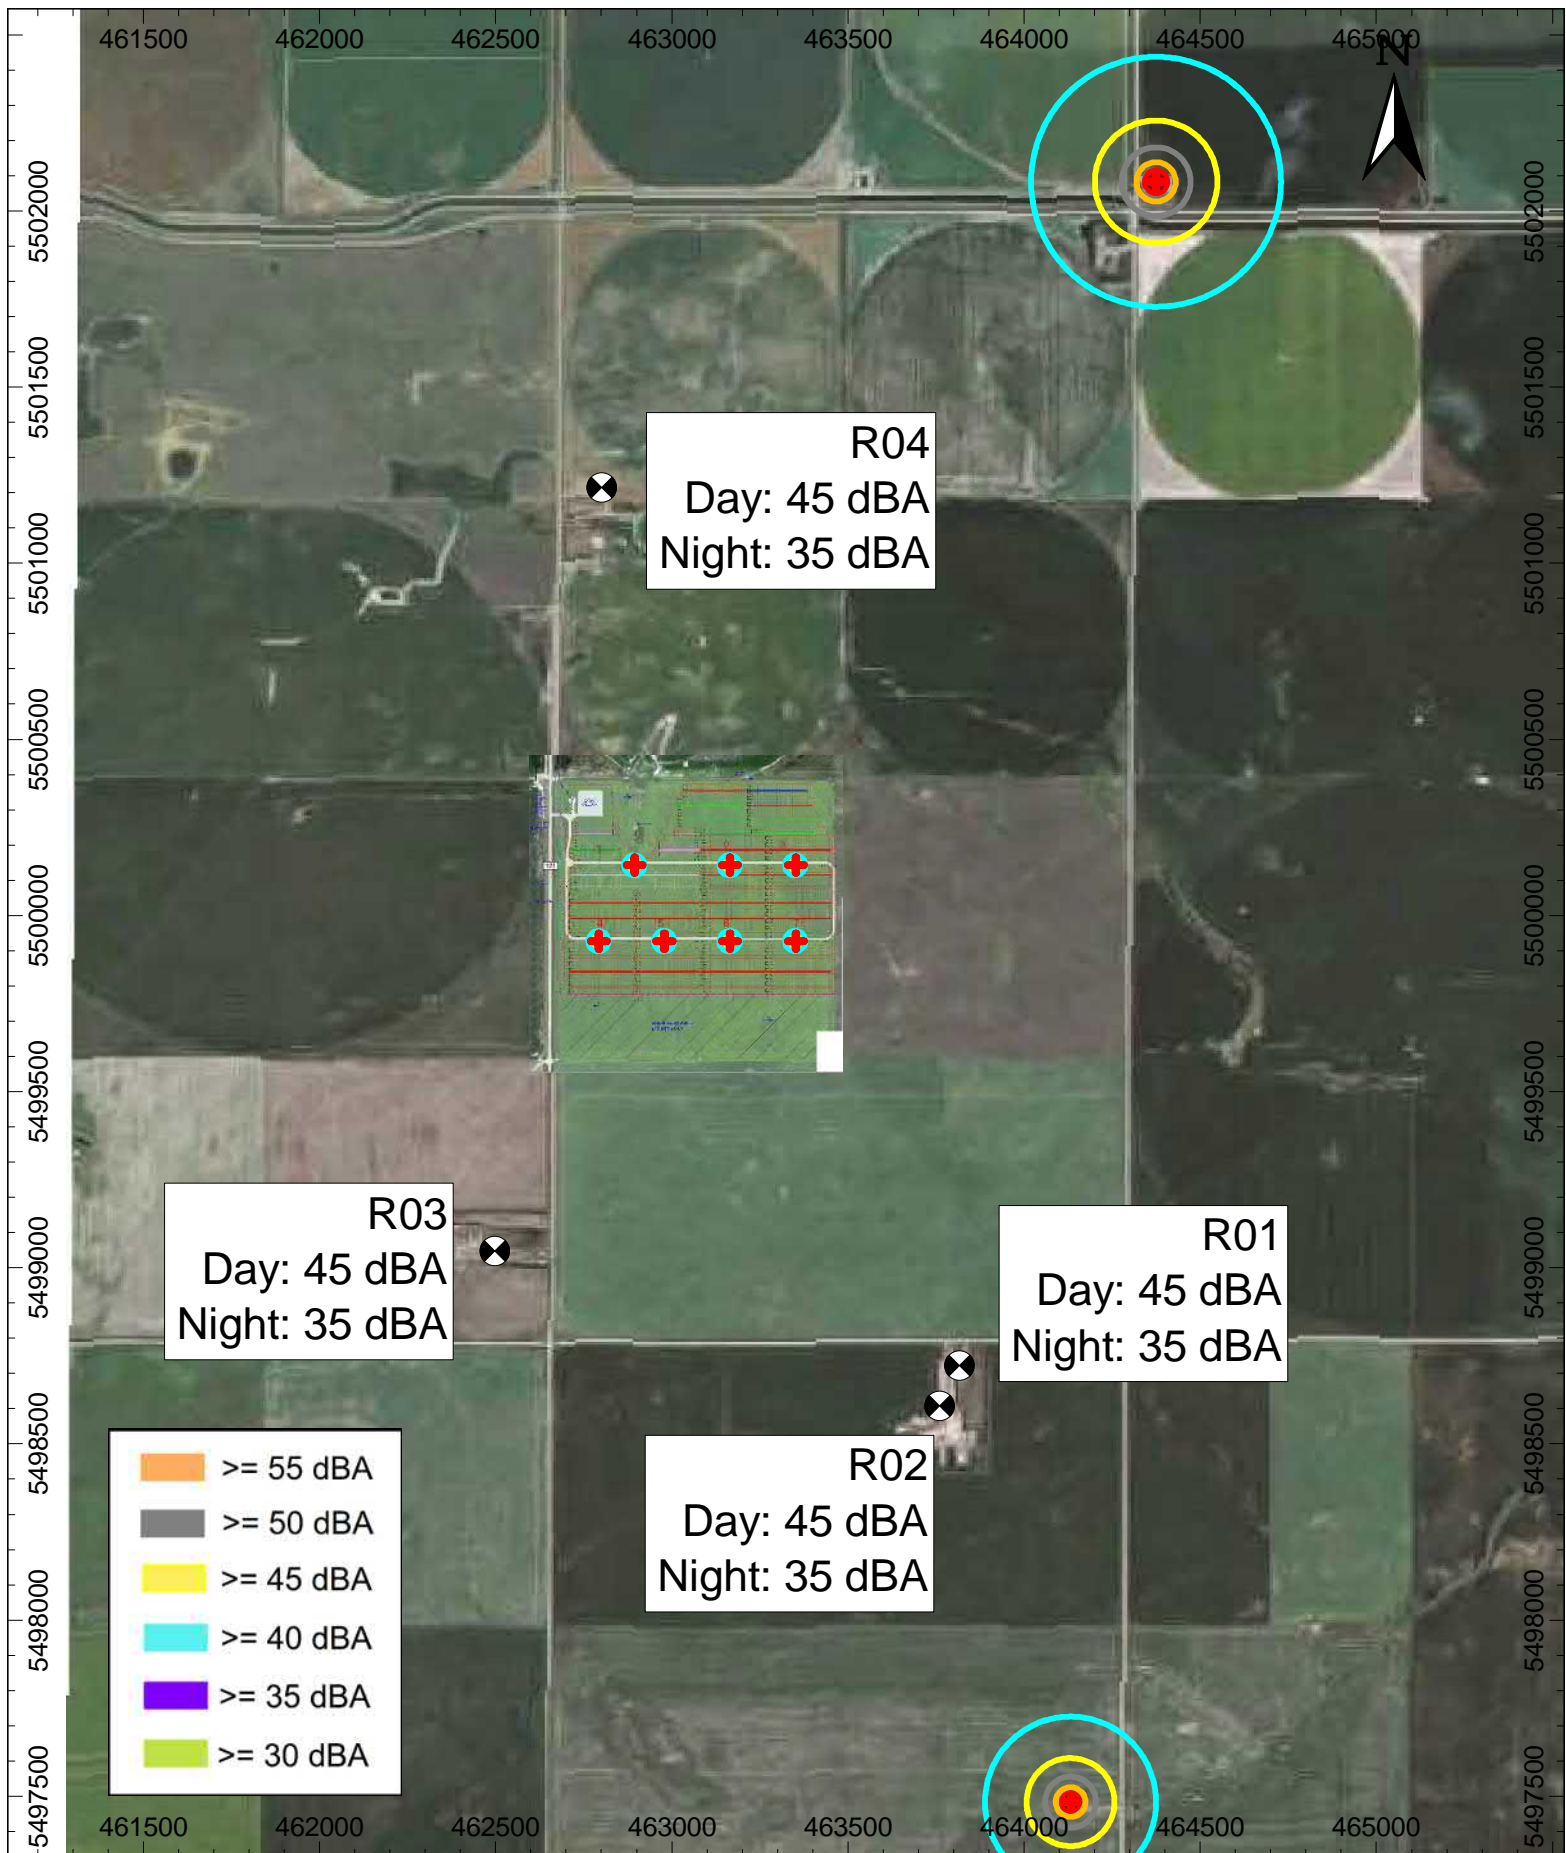 461500 462000 462500 463000 463500 464000 464500 465000
N
5502000
5502000
5501500
5501500
R04
Day: 45 dBA
Night: 35 dBA
5501000
5501000
5500500
5500500
5500000
5500000
5499500
5499500
R03
Day: 45 dBA
Night: 35 dBA
R01
Day: 45 dBA
Night: 35 dBA
5499000
5499000
5498500
5498500
R02
Day: 45 dBA
Night: 35 dBA
>= 55 dBA
>= 50 dBA
>= 45 dBA
>= 40 dBA
>= 35 dBA
>= 30 dBA
5498000
5498000
5497500
5497500
461500 462000 462500 463000 463500 464000 464500 465000